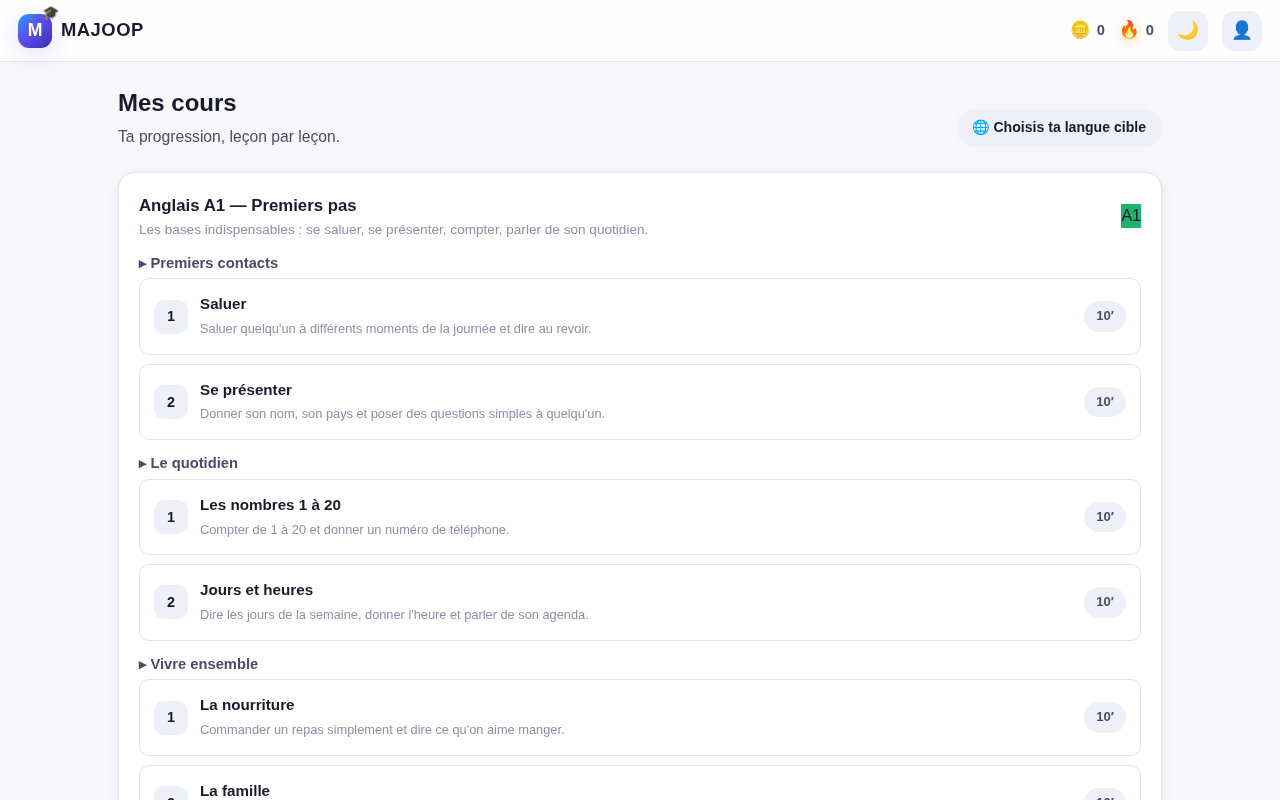 M MAJOOP
0 0
Mes cours
Ta progression, leçon par leçon.
Choisis ta langue cible
Anglais A1 — Premiers pas
A1
Les bases indispensables : se saluer, se présenter, compter, parler de son quotidien.
▸ Premiers contacts
1 Saluer 10′
Saluer quelqu'un à différents moments de la journée et dire au revoir.
2 Se présenter 10′
Donner son nom, son pays et poser des questions simples à quelqu'un.
▸ Le quotidien
1 Les nombres 1 à 20 10′
Compter de 1 à 20 et donner un numéro de téléphone.
2 Jours et heures 10′
Dire les jours de la semaine, donner l'heure et parler de son agenda.
▸ Vivre ensemble
1 La nourriture 10′
Commander un repas simplement et dire ce qu'on aime manger.
La famille